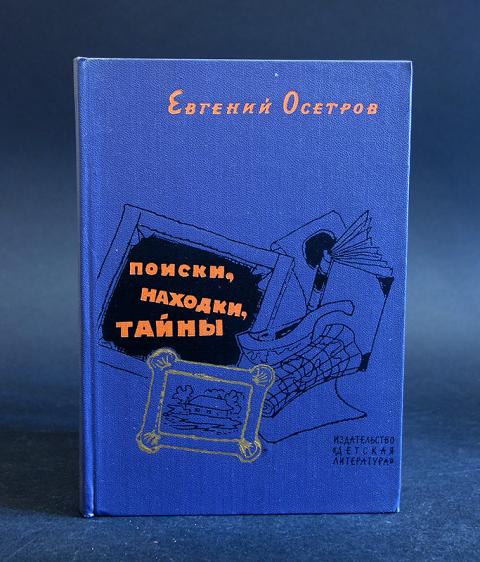 Евгений Осетров
ПОИСКИ,
НАХОДКИ,
ТАЙНЫ
ИЗДАТЕЛЬСТВО
«ДЕТСКАЯ
ЛИТЕРАТУРА»